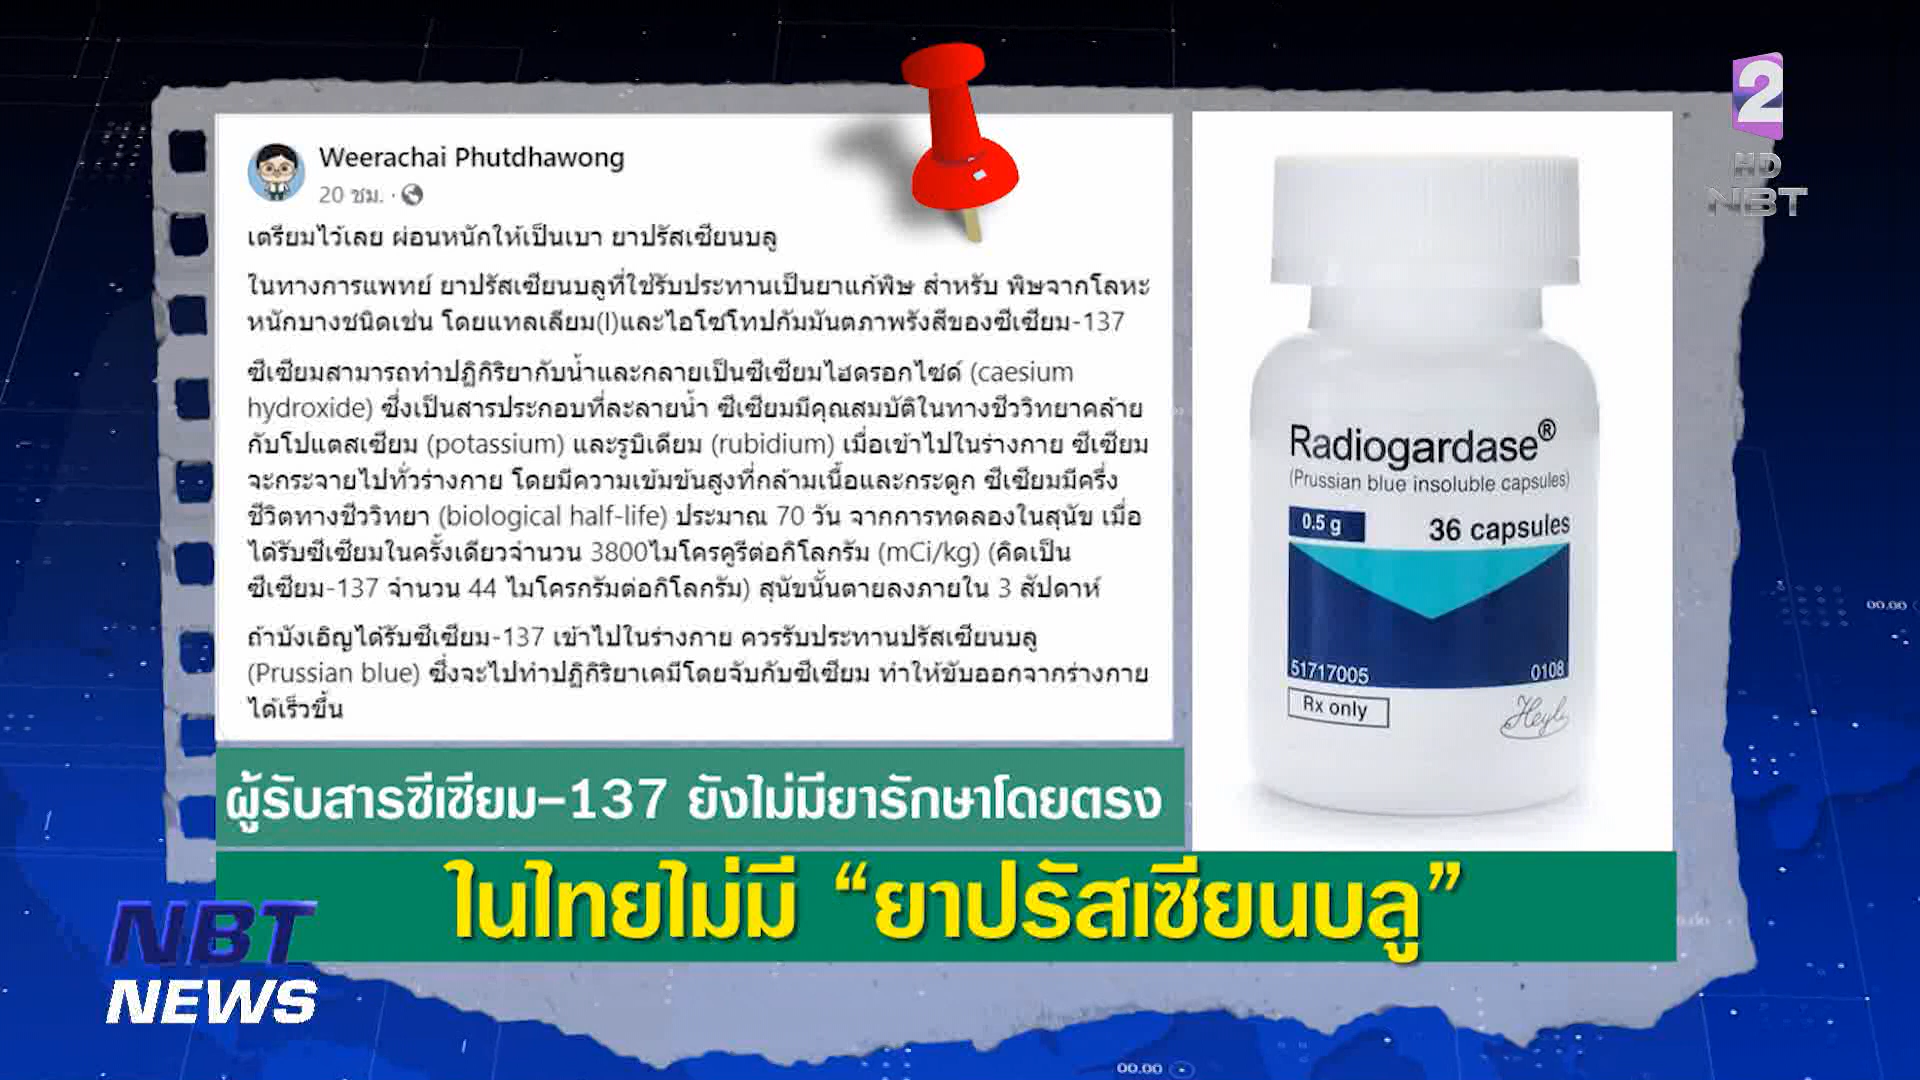 2
HD
NBT
Weerachai Phutdhawong
20 ชม. ·
เตรียมไว้เลย ผ่อนหนักให้เป็นเบา ยาปรัสเซียนบลู
ในทางการแพทย์ ยาปรัสเซียนบลูที่ใช้รับประทานเป็นยาแก้พิษ สำหรับ พิษจากโลหะ
หนักบางชนิดเช่น โดยแทลเลียม(I)และไอโซโทปกัมมันตภาพรังสีของซีเซียม-137
ซีเซียมสามารถทำปฏิกิริยากับน้ำและกลายเป็นซีเซียมไฮดรอกไซด์ (caesium
hydroxide) ซึ่งเป็นสารประกอบที่ละลายน้ำ ซีเซียมมีคุณสมบัติในทางชีววิทยาคล้าย
กับโปแตสเซียม (potassium) และรูบิเดียม (rubidium) เมื่อเข้าไปในร่างกาย ซีเซียม
จะกระจายไปทั่วร่างกาย โดยมีความเข้มข้นสูงที่กล้ามเนื้อและกระดูก ซีเซียมมีครึ่ง
ชีวิตทางชีววิทยา (biological half-life) ประมาณ 70 วัน จากการทดลองในสุนัข เมื่อ
ได้รับซีเซียมในครั้งเดียวจำนวน 3800ไมโครคูรีต่อกิโลกรัม (mCi/kg) (คิดเป็น
ซีเซียม-137 จำนวน 44 ไมโครกรัมต่อกิโลกรัม) สุนัขนั้นตายลงภายใน 3 สัปดาห์
ถ้าบังเอิญได้รับซีเซียม-137 เข้าไปในร่างกาย ควรรับประทานปรัสเซียนบลู
(Prussian blue) ซึ่งจะไปทำปฏิกิริยาเคมีโดยจับกับซีเซียม ทำให้ขับออกจากร่างกาย
ได้เร็วขึ้น
Radiogardase®
(Prussian blue insoluble capsules)
0.5 g
36 capsules
51717005
0108
Rx only
Heyl
ผู้รับสารซีเซียม-137 ยังไม่มียารักษาโดยตรง
ในไทยไม่มี “ยาปรัสเซียนบลู”
NBT
NEWS
00.00
00.00